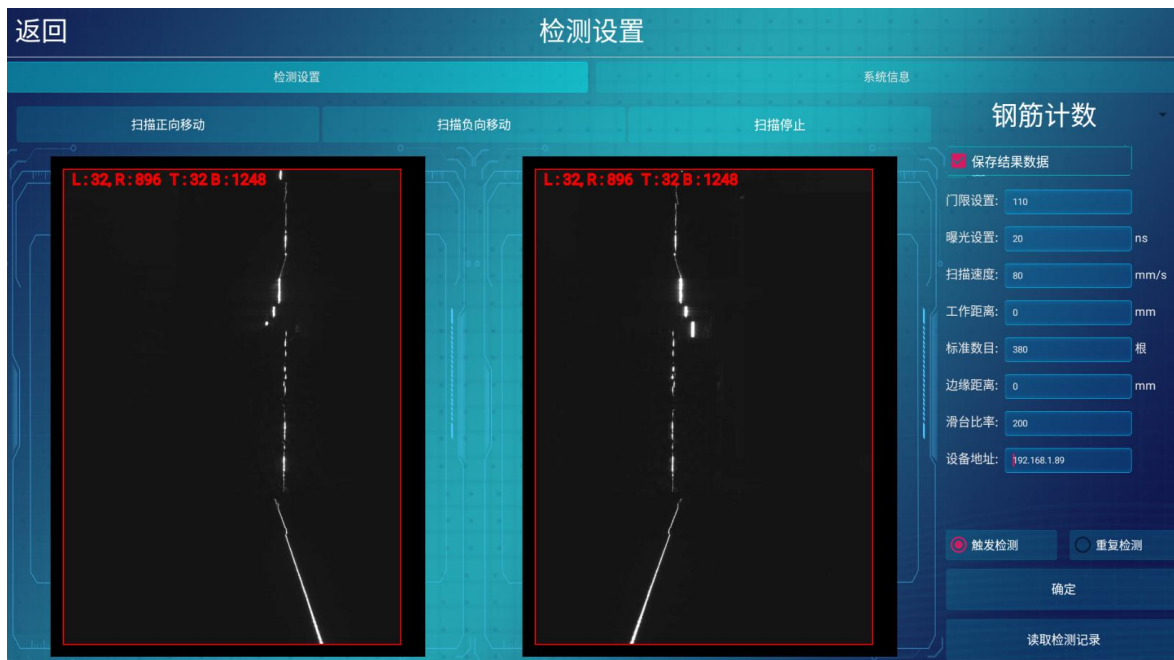 返回
检测设置
检测设置
系统信息
扫描正向移动
扫描负向移动
扫描停止
钢筋计数
L:32, R:896 T:32 B:1248
L:32, R:896 T:32 B:1248
保存结果数据
门限设置: 110
曝光设置: 20 ns
扫描速度: 80 mm/s
工作距离: 0 mm
标准数目: 380 根
边缘距离: 0 mm
滑台比率: 200
设备地址: 192.168.1.89
触发检测
重复检测
确定
读取检测记录